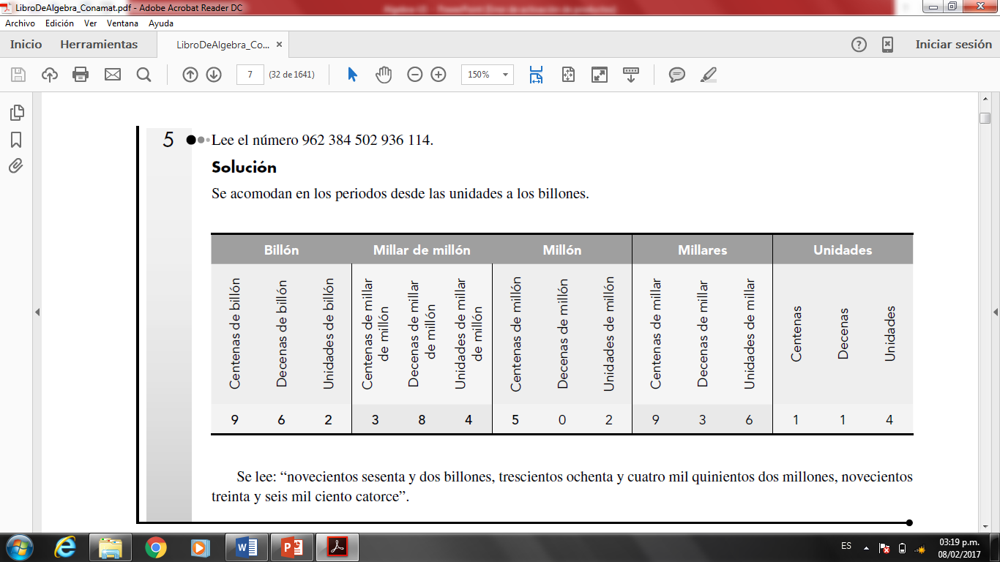 LibroDeAlgebra_Conamat.pdf - Adobe Acrobat Reader DC
Archivo Edición Ver Ventana Ayuda
Inicio Herramientas LibroDeAlgebra_Co... × Iniciar sesión
7 (32 de 1641) 150%
5 Lee el número 962 384 502 936 114.
Solución
Se acomodan en los periodos desde las unidades a los billones.
Billón Millar de millón Millón Millares Unidades
Centenas de billón
Decenas de billón
Unidades de billón
Centenas de millar
de millón
Decenas de millar
de millón
Unidades de millar
de millón
Centenas de millón
Decenas de millón
Unidades de millón
Centenas de millar
Decenas de millar
Unidades de millar
Centenas
Decenas
Unidades
9 6 2 3 8 4 5 0 2 9 3 6 1 1 4
Se lee: “novecientos sesenta y dos billones, trescientos ochenta y cuatro mil quinientos dos millones, novecientos
treinta y seis mil ciento catorce”.
ES 03:19 p.m.
08/02/2017